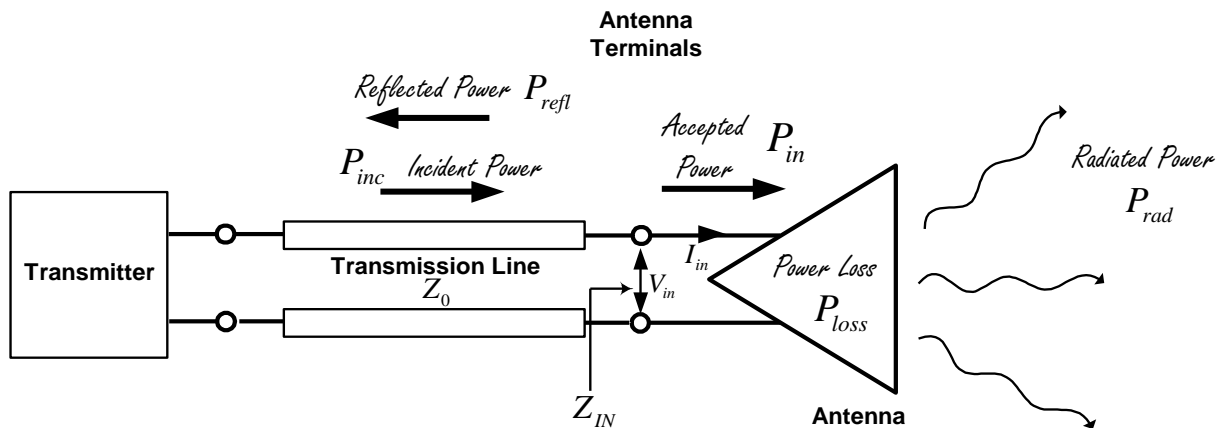 Antenna
Terminals
Reflected Power P_refl
P_inc Incident Power
Accepted
Power
P_in
Radiated Power
P_rad
Transmitter
Transmission Line
Z_0
I_in
V_in
Power Loss
P_loss
Z_IN
Antenna